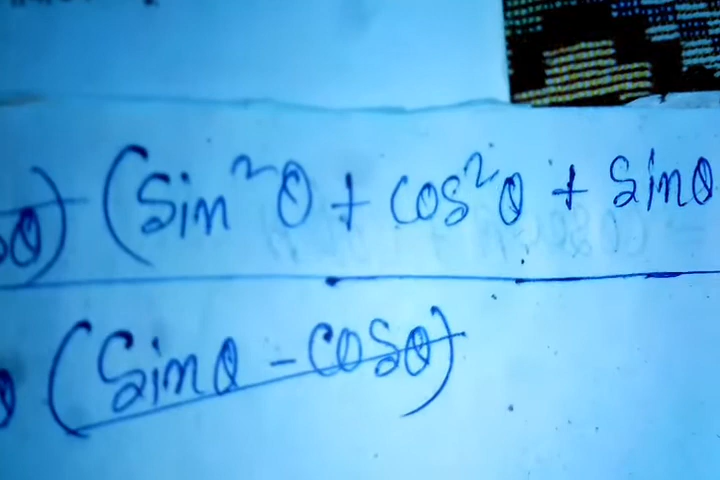 θ) (sin²θ + cos²θ + sinθ
θ (sinθ - cosθ)